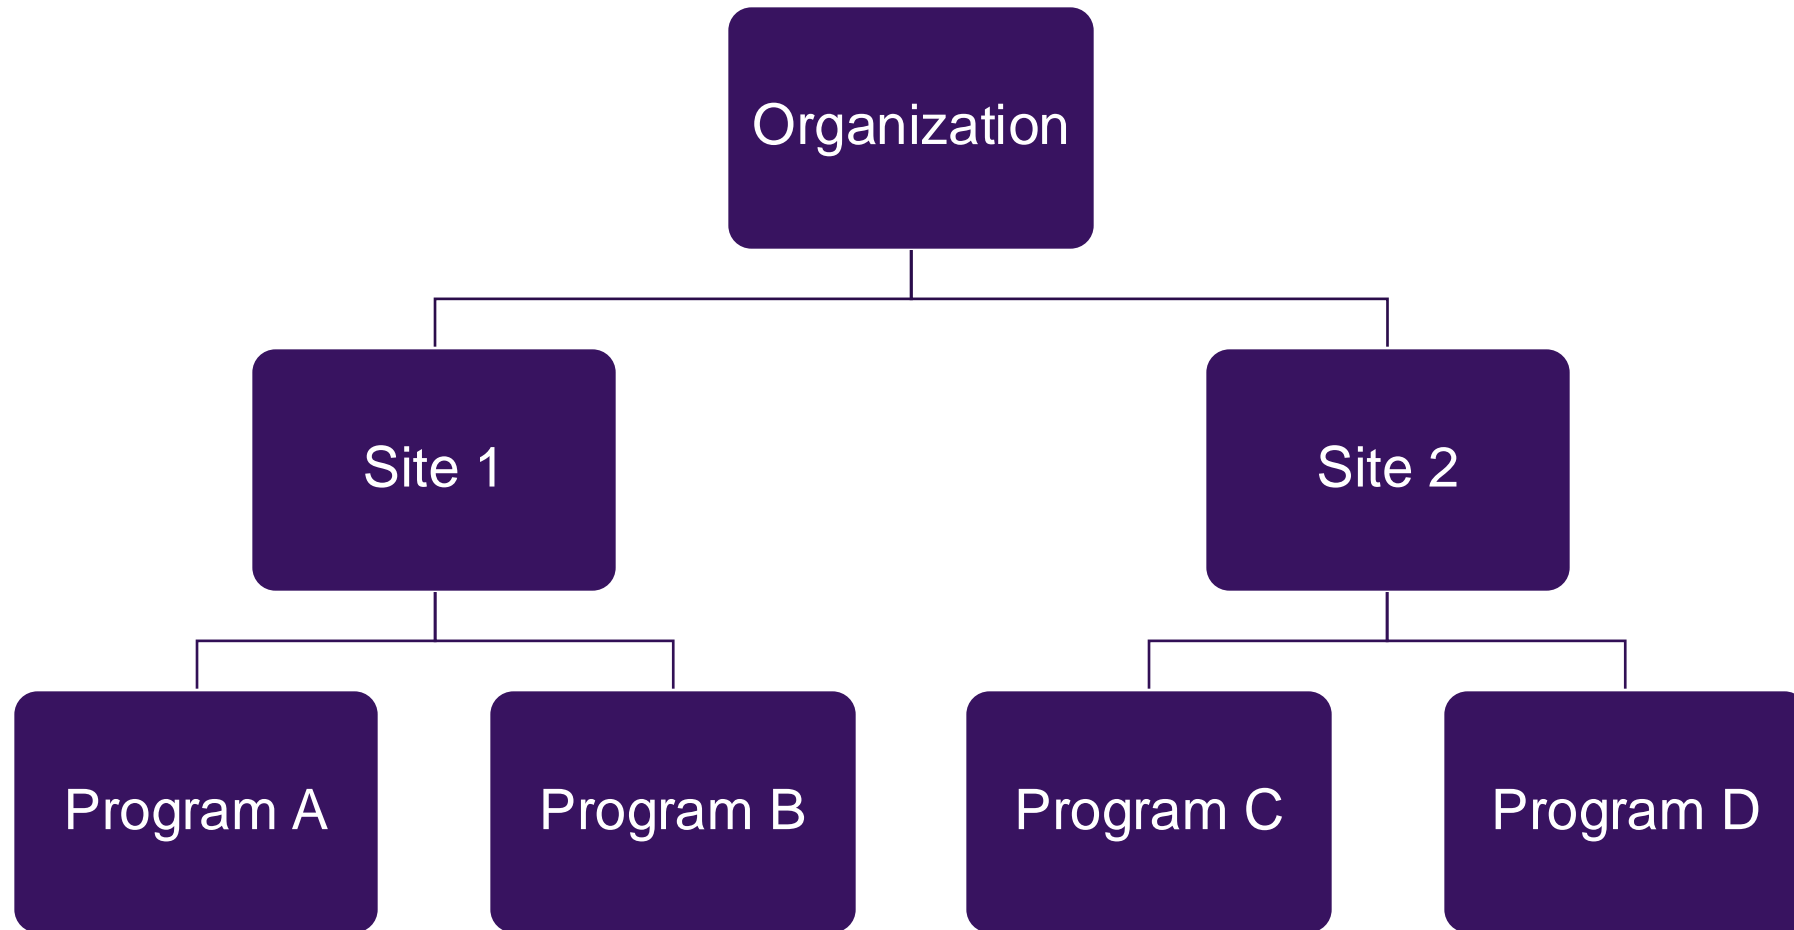 Organization
Site 1
Site 2
Program A
Program B
Program C
Program D